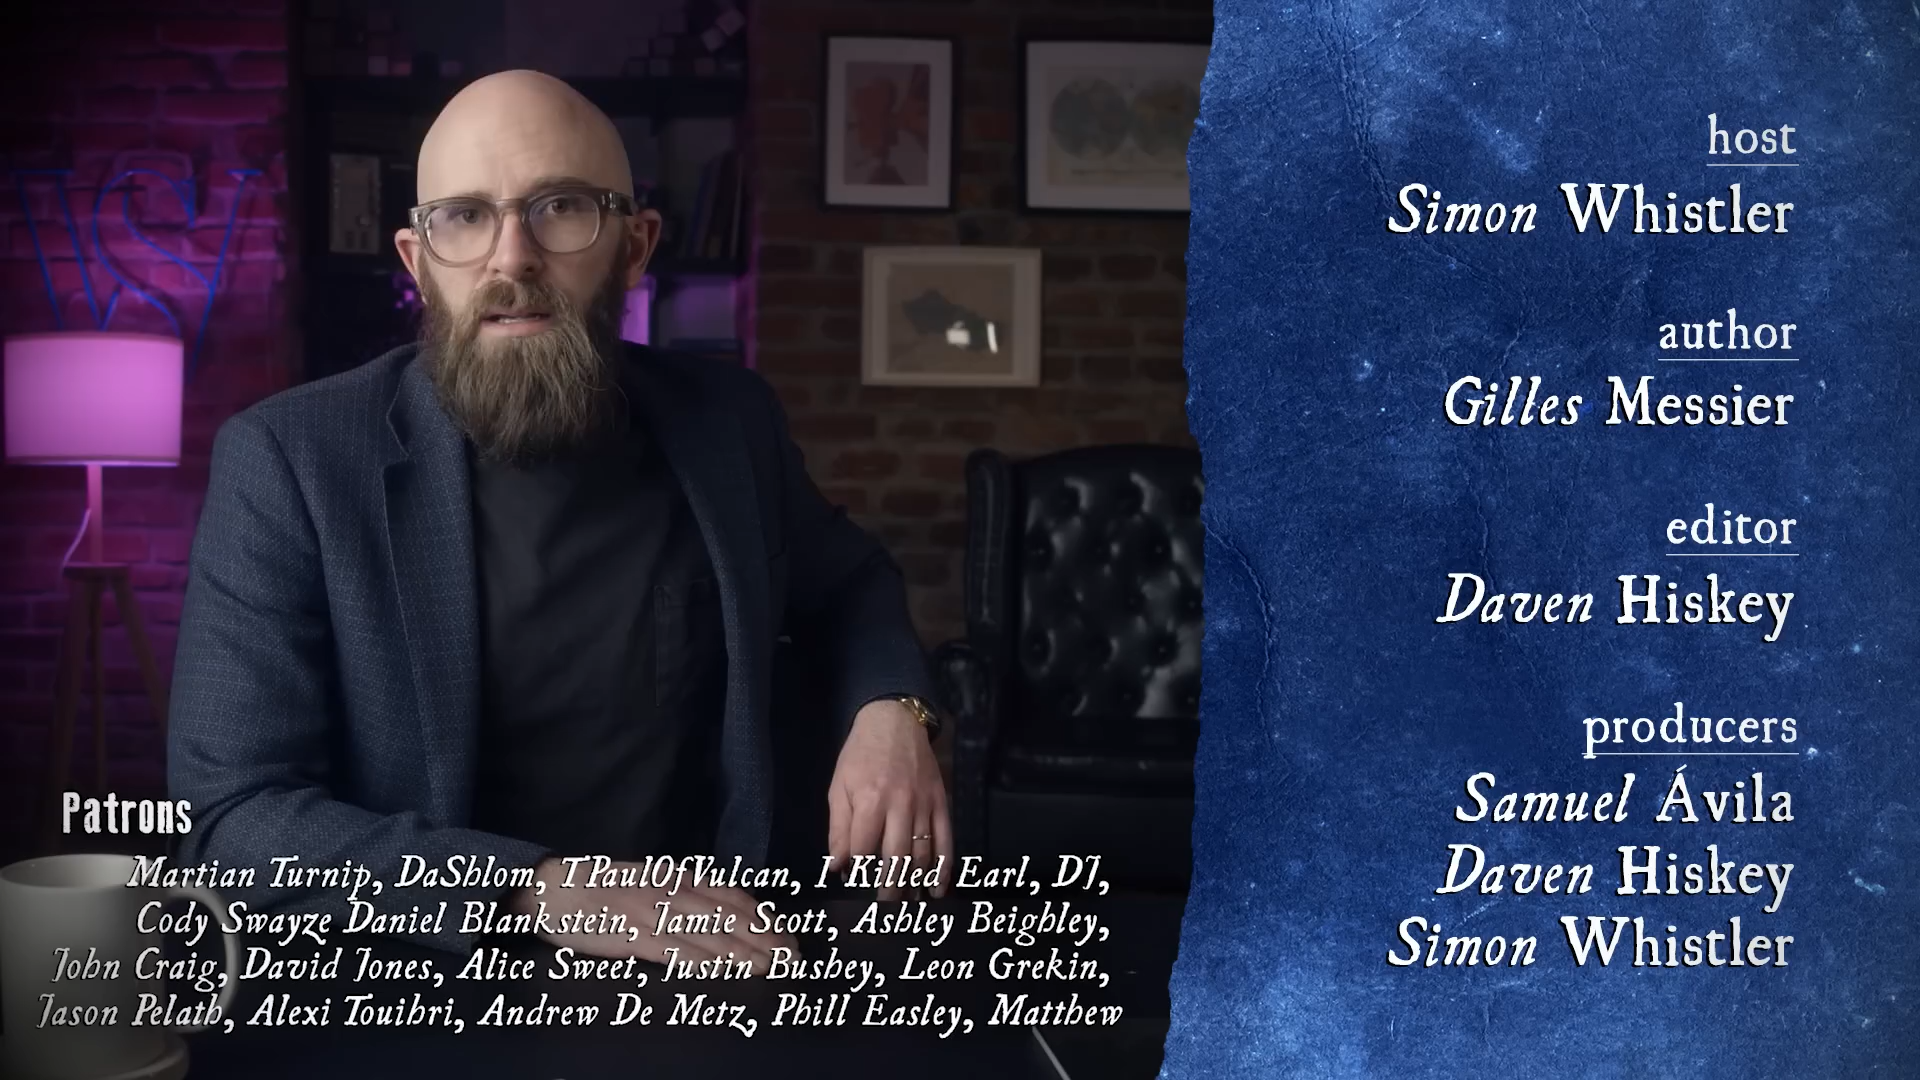 host
Simon Whistler
author
Gilles Messier
editor
Daven Hiskey
producers
Samuel Ávila
Daven Hiskey
Simon Whistler
Patrons
Martian Turnip, DaShlom, TPaulOfVulcan, I Killed Earl, DJ,
Cody Swayze Daniel Blankstein, Jamie Scott, Ashley Beighley,
John Craig, David Jones, Alice Sweet, Justin Bushey, Leon Grekin,
Jason Pelath, Alexi Touihri, Andrew De Metz, Phill Easley, Matthew